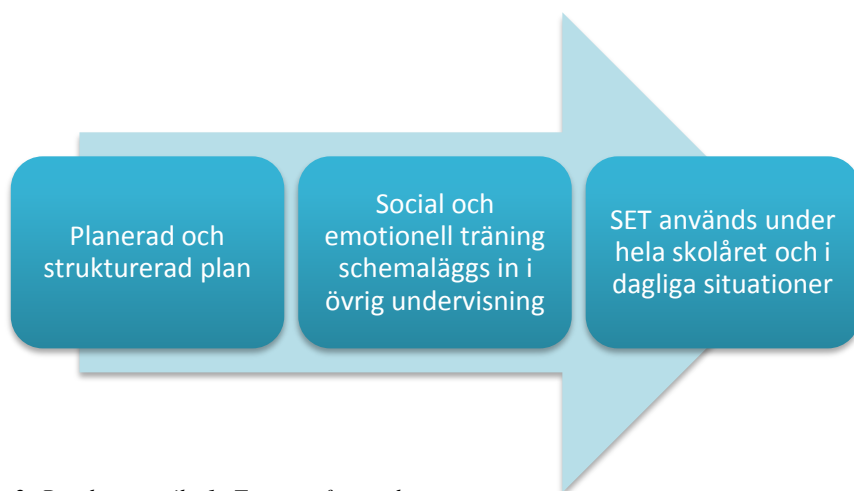 Planerad och
strukturerad plan
Social och
emotionell träning
schemaläggs in i
övrig undervisning
SET används under
hela skolåret och i
dagliga situationer